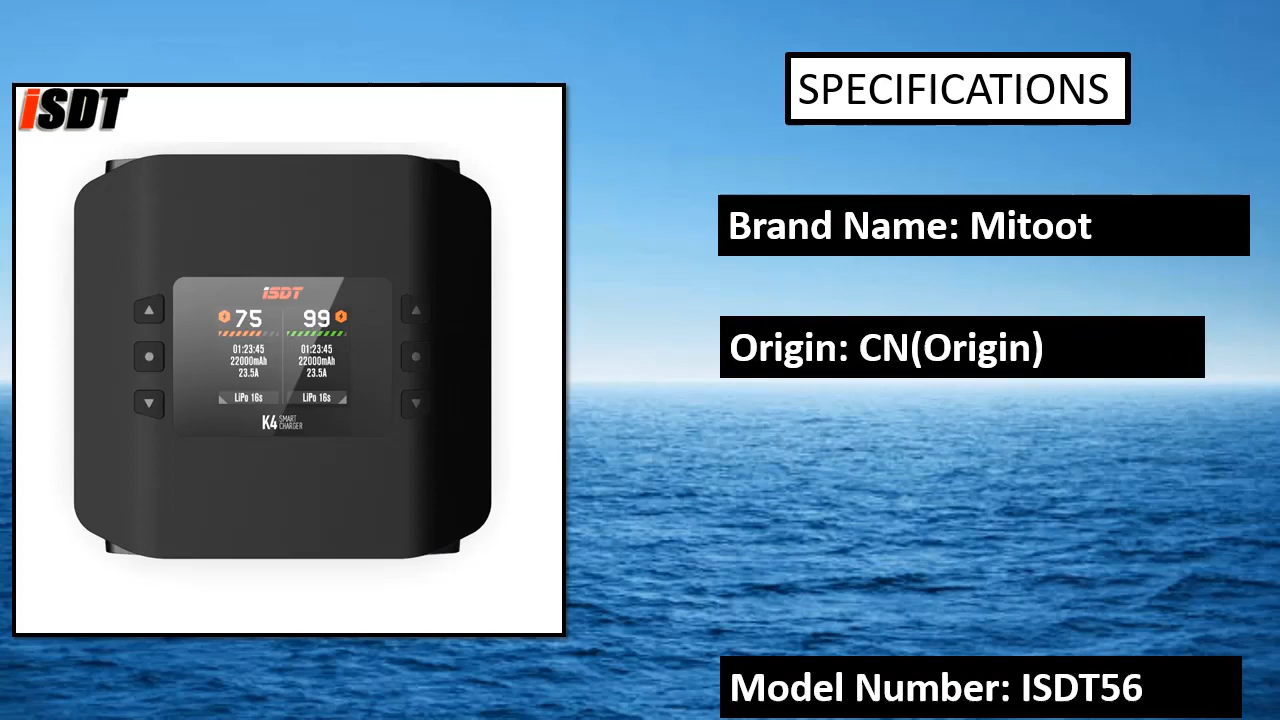 iSDT
iSDT
75 99
01:23:45 01:23:45
22000mAh 22000mAh
23.5A 23.5A
LiPo 16s LiPo 16s
K4 SMART CHARGER
SPECIFICATIONS
Brand Name: Mitoot
Origin: CN(Origin)
Model Number: ISDT56